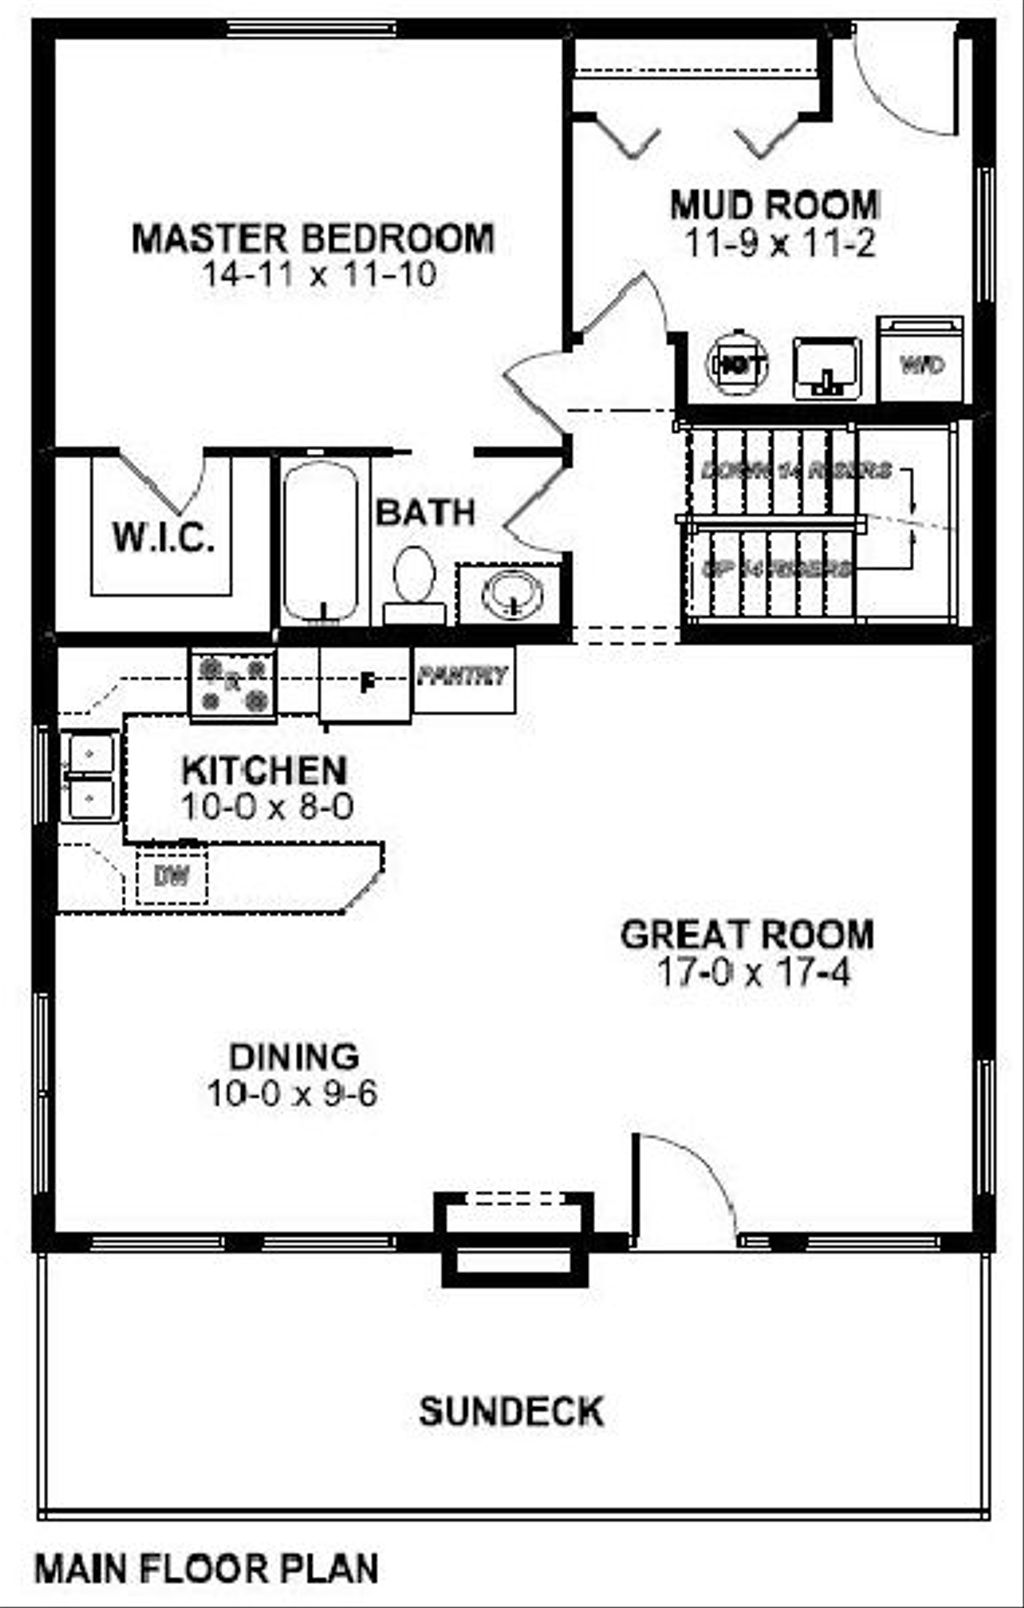 MUD ROOM
11-9 x 11-2
MASTER BEDROOM
14-11 x 11-10
HWT
W/D
DOWN 14 RISERS
BATH
W.I.C.
UP 14 RISERS
R
F
PANTRY
KITCHEN
10-0 x 8-0
DW
GREAT ROOM
17-0 x 17-4
DINING
10-0 x 9-6
SUNDECK
MAIN FLOOR PLAN